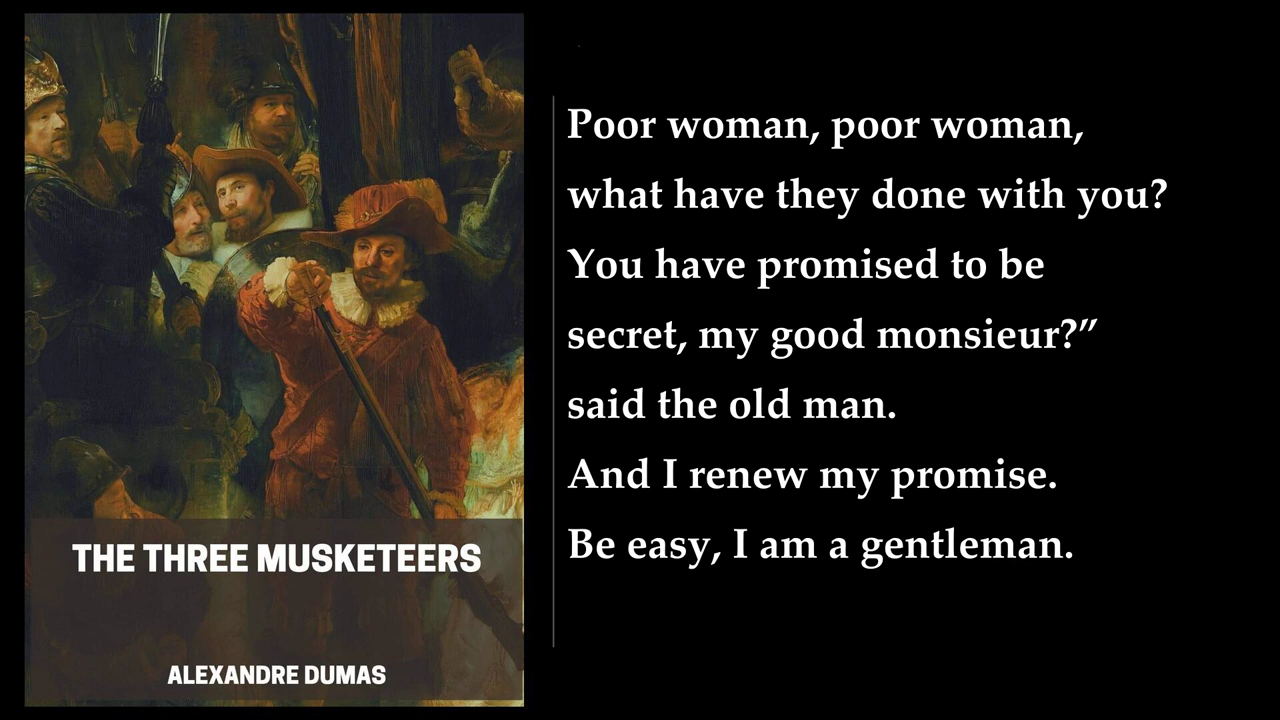 THE THREE MUSKETEERS
ALEXANDRE DUMAS
Poor woman, poor woman,
what have they done with you?
You have promised to be
secret, my good monsieur?”
said the old man.
And I renew my promise.
Be easy, I am a gentleman.